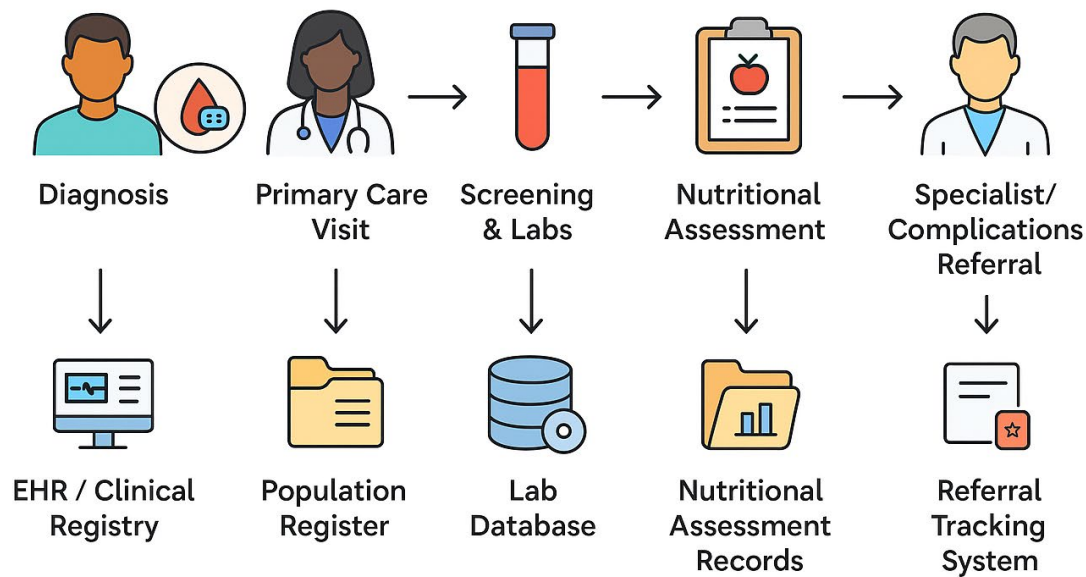 Diagnosis
Primary Care
Visit
Screening
& Labs
Nutritional
Assessment
Specialist/
Complications
Referral
EHR / Clinical
Registry
Population
Register
Lab
Database
Nutritional
Assessment
Records
Referral
Tracking
System